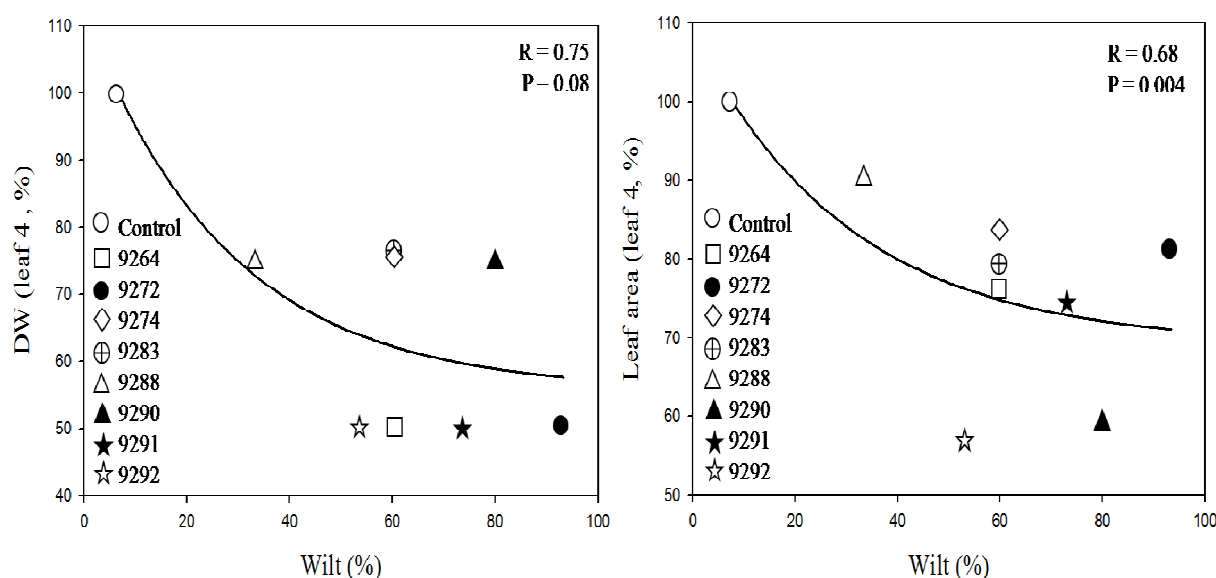 110
100
90
80
70
60
50
40
DW (leaf 4 , %)
R = 0.75
P – 0.08
Control
9264
9272
9274
9283
9288
9290
9291
9292
0 20 40 60 80 100
Wilt (%)
110
100
90
80
70
60
50
Leaf area (leaf 4, %)
R = 0.68
P = 0.004
Control
9264
9272
9274
9283
9288
9290
9291
9292
0 20 40 60 80 100
Wilt (%)